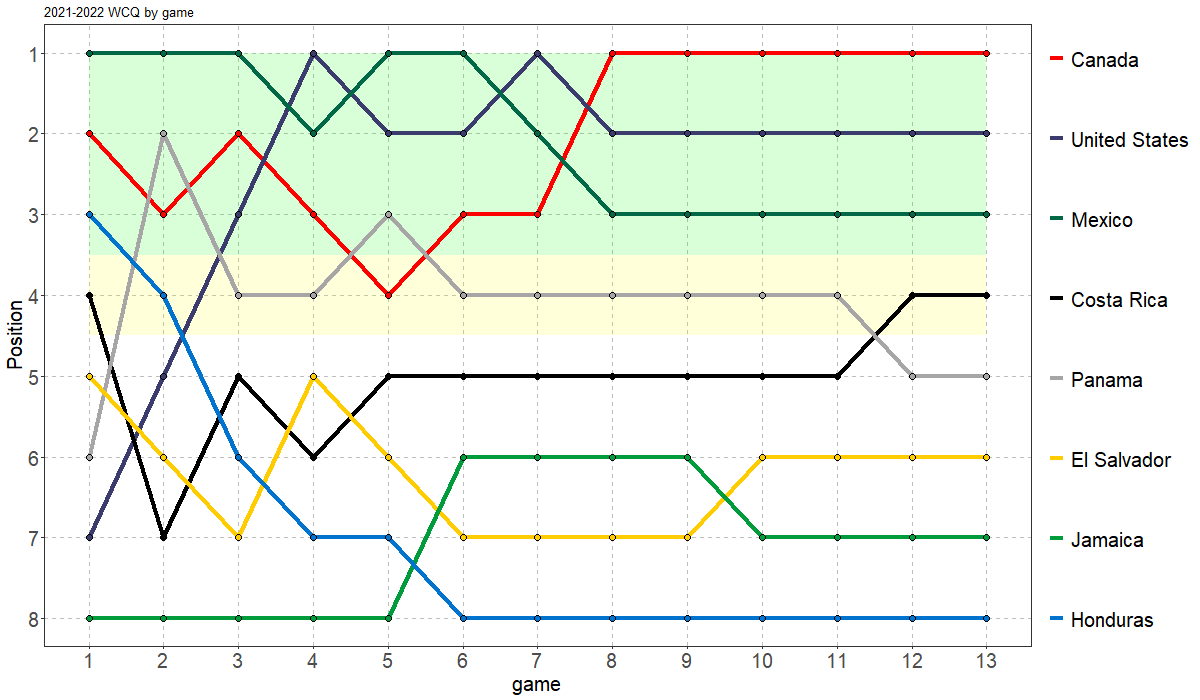 2021-2022 WCQ by game
Position
1
2
3
4
5
6
7
8
1 2 3 4 5 6 7 8 9 10 11 12 13
game
Canada
United States
Mexico
Costa Rica
Panama
El Salvador
Jamaica
Honduras